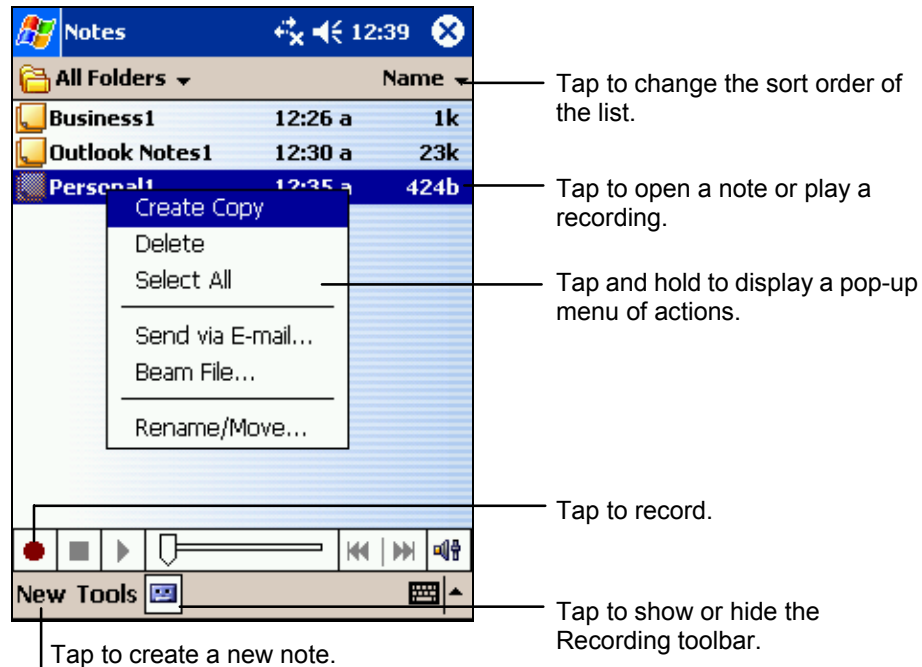 Notes 12:39
All Folders Name
Tap to change the sort order of
the list.
Business1 12:26 a 1k
Outlook Notes1 12:30 a 23k
Personal1 12:35 a 424b
Tap to open a note or play a
recording.
Create Copy
Delete
Select All
Tap and hold to display a pop-up
menu of actions.
Send via E-mail...
Beam File...
Rename/Move...
Tap to record.
New Tools
Tap to show or hide the
Recording toolbar.
Tap to create a new note.